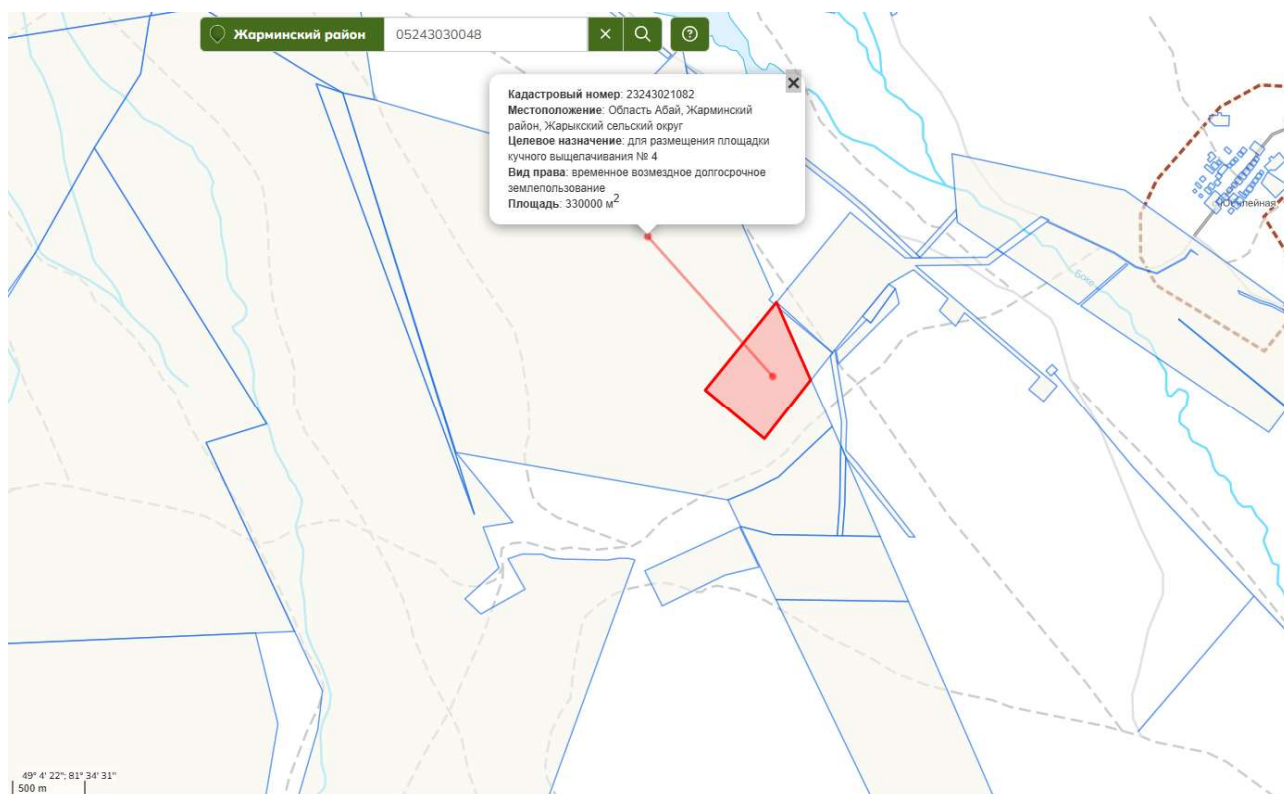 Жарминский район
05243030048
Кадастровый номер: 23243021082
Местоположение: Область Абай, Жарминский
район, Жарыкский сельский округ
Целевое назначение: для размещения площадки
кучного выщелачивания № 4
Вид права: временное возмездное долгосрочное
землепользование
Площадь: 330000 м²
49° 4' 22"; 81° 34' 31"
500 m